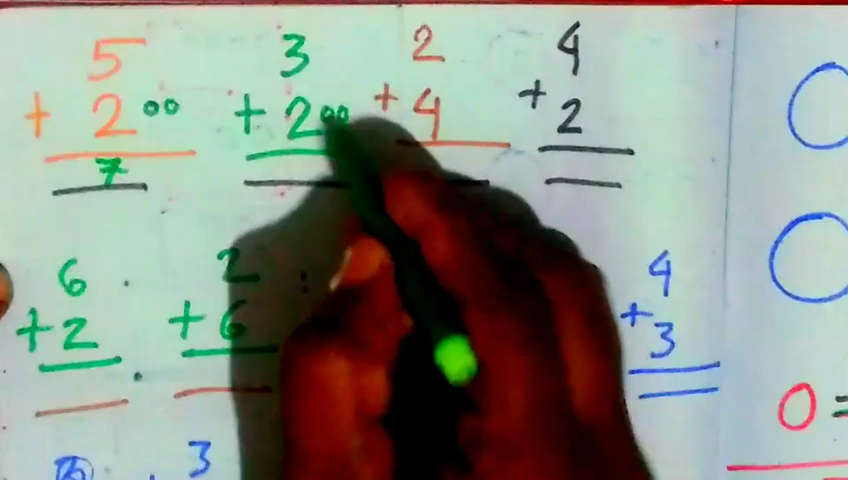 5 3 2 4
+ 2 + 2 + 4 + 2
7
6 2 4
+ 2 + 6 + 3
0 =
3